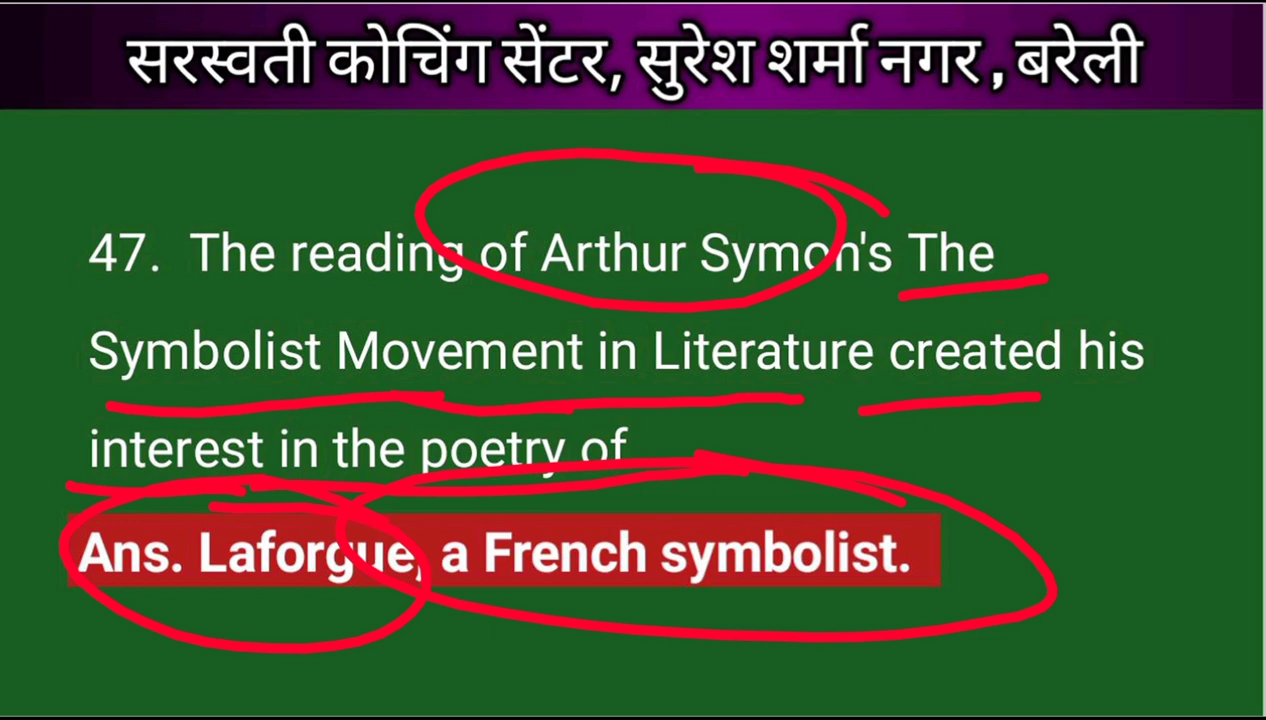 सरस्वती कोचिंग सेंटर, सुरेश शर्मा नगर , बरेली
47. The reading of Arthur Symon's The
Symbolist Movement in Literature created his
interest in the poetry of
Ans. Laforgue, a French symbolist.